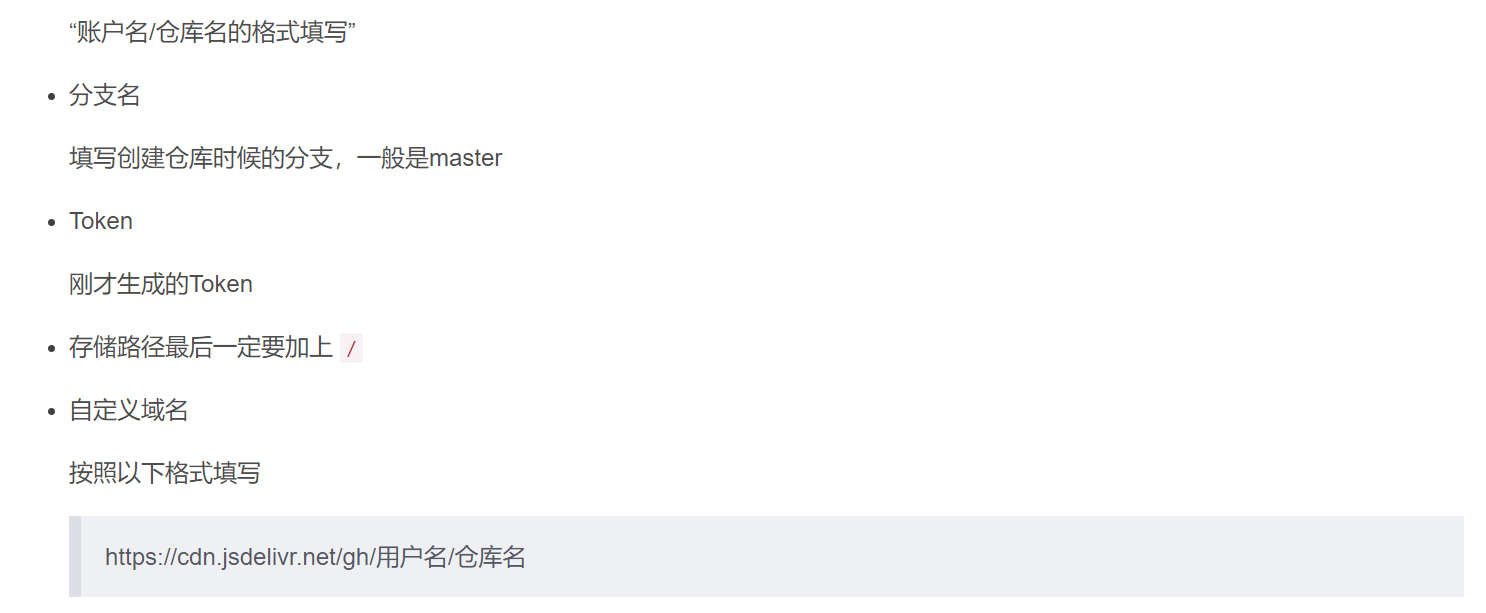 “账户名/仓库名的格式填写”
分支名
填写创建仓库时候的分支，一般是master
Token
刚才生成的Token
存储路径最后一定要加上 /
自定义域名
按照以下格式填写
https://cdn.jsdelivr.net/gh/用户名/仓库名